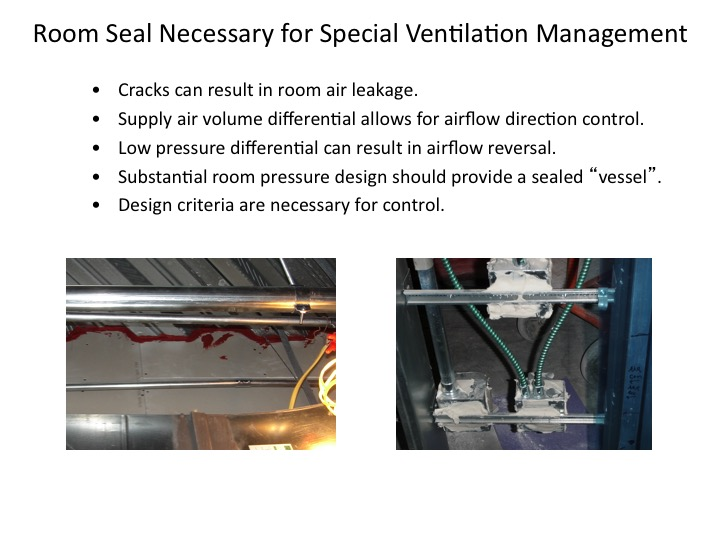 Room Seal Necessary for Special Ventilation Management
• Cracks can result in room air leakage.
• Supply air volume differential allows for airflow direction control.
• Low pressure differential can result in airflow reversal.
• Substantial room pressure design should provide a sealed “vessel”.
• Design criteria are necessary for control.